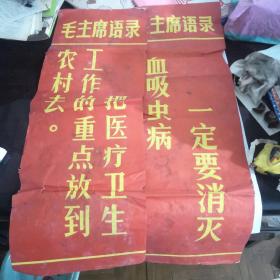 毛主席语录
把医疗卫生
工作的重点放到
农村去。
主席语录
一定要消灭
血吸虫病